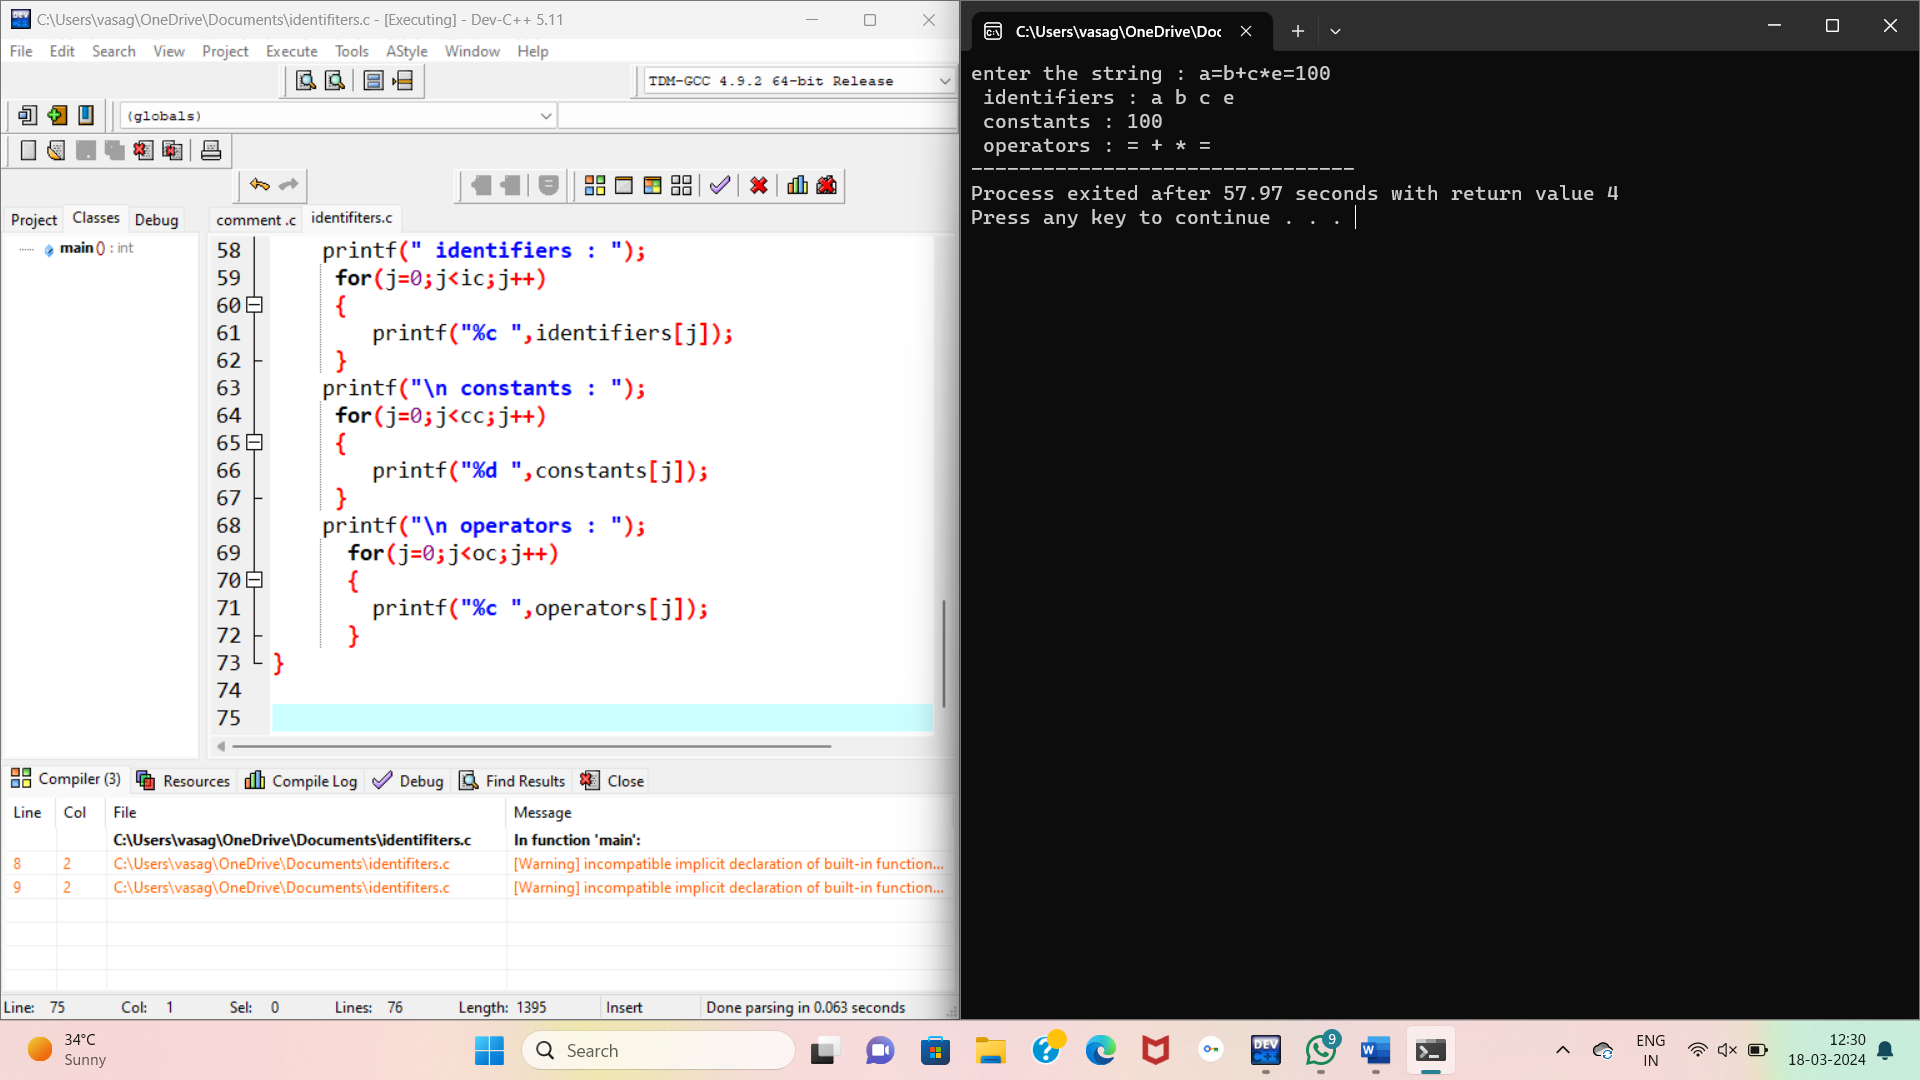 C:\Users\vasag\OneDrive\Documents\identifiters.c - [Executing] - Dev-C++ 5.11
File Edit Search View Project Execute Tools AStyle Window Help
TDM-GCC 4.9.2 64-bit Release
(globals)
Project Classes Debug
main () : int
comment .c identifiters.c
58 printf(" identifiers : ");
59 for(j=0;j<ic;j++)
60 {
61 printf("%c ",identifiers[j]);
62 }
63 printf("\n constants : ");
64 for(j=0;j<cc;j++)
65 {
66 printf("%d ",constants[j]);
67 }
68 printf("\n operators : ");
69 for(j=0;j<oc;j++)
70 {
71 printf("%c ",operators[j]);
72 }
73 }
74
75
Compiler (3) Resources Compile Log Debug Find Results Close
Line Col File Message
C:\Users\vasag\OneDrive\Documents\identifiters.c In function 'main':
8 2 C:\Users\vasag\OneDrive\Documents\identifiters.c [Warning] incompatible implicit declaration of built-in function...
9 2 C:\Users\vasag\OneDrive\Documents\identifiters.c [Warning] incompatible implicit declaration of built-in function...
Line: 75 Col: 1 Sel: 0 Lines: 76 Length: 1395 Insert Done parsing in 0.063 seconds
C:\Users\vasag\OneDrive\Doc
enter the string : a=b+c*e=100
identifiers : a b c e
constants : 100
operators : = + * =
--------------------------------
Process exited after 57.97 seconds with return value 4
Press any key to continue . . .
34°C
Sunny
Search
DEV
C++
9
W
ENG
IN
12:30
18-03-2024